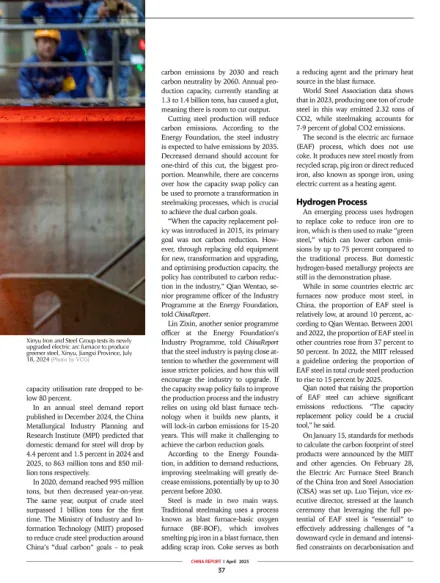 Xinyu Iron and Steel Group tests its newly
upgraded electric arc furnace to produce
greener steel, Xinyu, Jiangxi Province, July
18, 2024 (Photo by VCG)
capacity utilisation rate dropped to be-
low 80 percent.
In an annual steel demand report
published in December 2024, the China
Metallurgical Industry Planning and
Research Institute (MPI) predicted that
domestic demand for steel will drop by
4.4 percent and 1.5 percent in 2024 and
2025, to 863 million tons and 850 mil-
lion tons respectively.
In 2020, demand reached 995 million
tons, but then decreased year-on-year.
The same year, output of crude steel
surpassed 1 billion tons for the first
time. The Ministry of Industry and In-
formation Technology (MIIT) proposed
to reduce crude steel production around
China's "dual carbon" goals – to peak
carbon emissions by 2030 and reach
carbon neutrality by 2060. Annual pro-
duction capacity, currently standing at
1.3 to 1.4 billion tons, has caused a glut,
meaning there is room to cut output.
Cutting steel production will reduce
carbon emissions. According to the
Energy Foundation, the steel industry
is expected to halve emissions by 2035.
Decreased demand should account for
one-third of this cut, the biggest pro-
portion. Meanwhile, there are concerns
over how the capacity swap policy can
be used to promote a transformation in
steelmaking processes, which is crucial
to achieve the dual carbon goals.
"When the capacity replacement pol-
icy was introduced in 2015, its primary
goal was not carbon reduction. How-
ever, through replacing old equipment
for new, transformation and upgrading,
and optimising production capacity, the
policy has contributed to carbon reduc-
tion in the industry," Qian Wentao, se-
nior programme officer of the Industry
Programme at the Energy Foundation,
told ChinaReport.
Lin Zixin, another senior programme
officer at the Energy Foundation's
Industry Programme, told ChinaReport
that the steel industry is paying close at-
tention to whether the government will
issue stricter policies, and how this will
encourage the industry to upgrade. If
the capacity swap policy fails to improve
the production process and the industry
relies on using old blast furnace tech-
nology when it builds new plants, it
will lock-in carbon emissions for 15-20
years. This will make it challenging to
achieve the carbon reduction goals.
According to the Energy Founda-
tion, in addition to demand reductions,
improving steelmaking will greatly de-
crease emissions, potentially by up to 30
percent before 2030.
Steel is made in two main ways.
Traditional steelmaking uses a process
known as blast furnace-basic oxygen
furnace (BF-BOF), which involves
smelting pig iron in a blast furnace, then
adding scrap iron. Coke serves as both
a reducing agent and the primary heat
source in the blast furnace.
World Steel Association data shows
that in 2023, producing one ton of crude
steel in this way emitted 2.32 tons of
CO2, while steelmaking accounts for
7-9 percent of global CO2 emissions.
The second is the electric arc furnace
(EAF) process, which does not use
coke. It produces new steel mostly from
recycled scrap, pig iron or direct reduced
iron, also known as sponge iron, using
electric current as a heating agent.
Hydrogen Process
An emerging process uses hydrogen
to replace coke to reduce iron ore to
iron, which is then used to make "green
steel," which can lower carbon emis-
sions by up to 75 percent compared to
the traditional process. But domestic
hydrogen-based metallurgy projects are
still in the demonstration phase.
While in some countries electric arc
furnaces now produce most steel, in
China, the proportion of EAF steel is
relatively low, at around 10 percent, ac-
cording to Qian Wentao. Between 2001
and 2022, the proportion of EAF steel in
other countries rose from 37 percent to
50 percent. In 2022, the MIIT released
a guideline ordering the proportion of
EAF steel in total crude steel production
to rise to 15 percent by 2025.
Qian noted that raising the proportion
of EAF steel can achieve significant
emissions reductions. "The capacity
replacement policy could be a crucial
tool," he said.
On January 15, standards for methods
to calculate the carbon footprint of steel
products were announced by the MIIT
and other agencies. On February 28,
the Electric Arc Furnace Steel Branch
of the China Iron and Steel Association
(CISA) was set up. Luo Tiejun, vice ex-
ecutive director, stressed at the launch
ceremony that leveraging the full po-
tential of EAF steel is "essential" to
effectively addressing challenges of "a
downward cycle in demand and intensi-
fied constraints on decarbonisation and
CHINA REPORT I April 2025
37